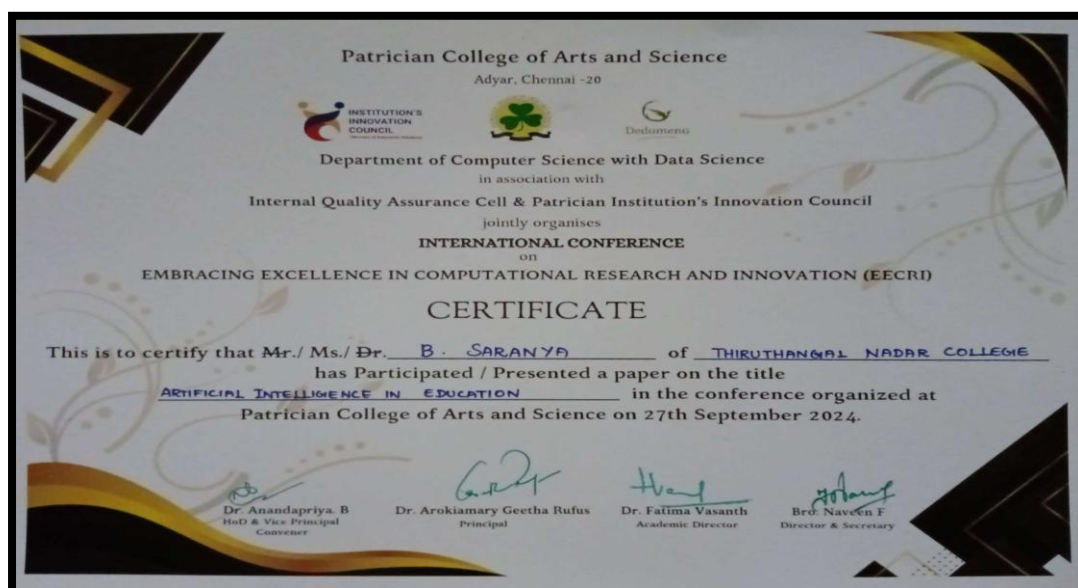 Patrician College of Arts and Science
Adyar, Chennai -20
INSTITUTION'S
INNOVATION
COUNCIL
Dedumenu
Department of Computer Science with Data Science
in association with
Internal Quality Assurance Cell & Patrician Institution's Innovation Council
jointly organises
INTERNATIONAL CONFERENCE
on
EMBRACING EXCELLENCE IN COMPUTATIONAL RESEARCH AND INNOVATION (EECRI)
CERTIFICATE
This is to certify that Mr./ Ms./ Dr. B. SARANYA of THIRUTHANGAL NADAR COLLEGE
has Participated / Presented a paper on the title
ARTIFICIAL INTELLIGENCE IN EDUCATION in the conference organized at
Patrician College of Arts and Science on 27th September 2024.
Dr. Anandapriya. B Dr. Arokiamary Geetha Rufus Dr. Fatima Vasanth Bro. Naveen F
HoD & Vice Principal Principal Academic Director Director & Secretary
Convener